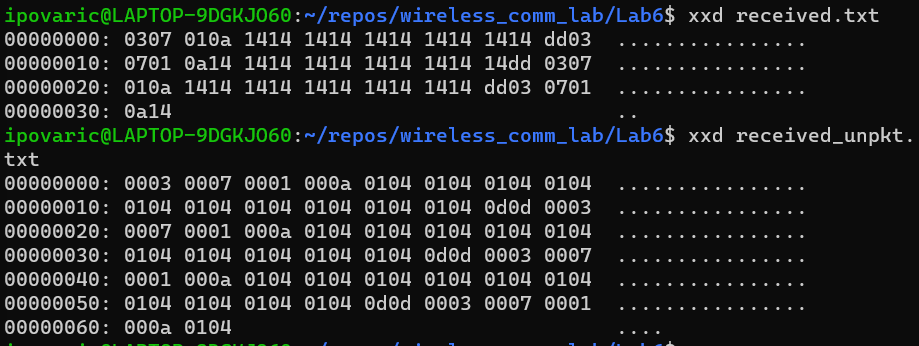 ipovaric@LAPTOP-9DGKJO60:~/repos/wireless_comm_lab/Lab6$ xxd received.txt
00000000: 0307 010a 1414 1414 1414 1414 1414 dd03  ................
00000010: 0701 0a14 1414 1414 1414 1414 14dd 0307  ................
00000020: 010a 1414 1414 1414 1414 1414 dd03 0701  ................
00000030: 0a14                                     ..
ipovaric@LAPTOP-9DGKJO60:~/repos/wireless_comm_lab/Lab6$ xxd received_unpkt.
txt
00000000: 0003 0007 0001 000a 0104 0104 0104 0104  ................
00000010: 0104 0104 0104 0104 0104 0104 0d0d 0003  ................
00000020: 0007 0001 000a 0104 0104 0104 0104 0104  ................
00000030: 0104 0104 0104 0104 0104 0d0d 0003 0007  ................
00000040: 0001 000a 0104 0104 0104 0104 0104 0104  ................
00000050: 0104 0104 0104 0104 0d0d 0003 0007 0001  ................
00000060: 000a 0104                                ....